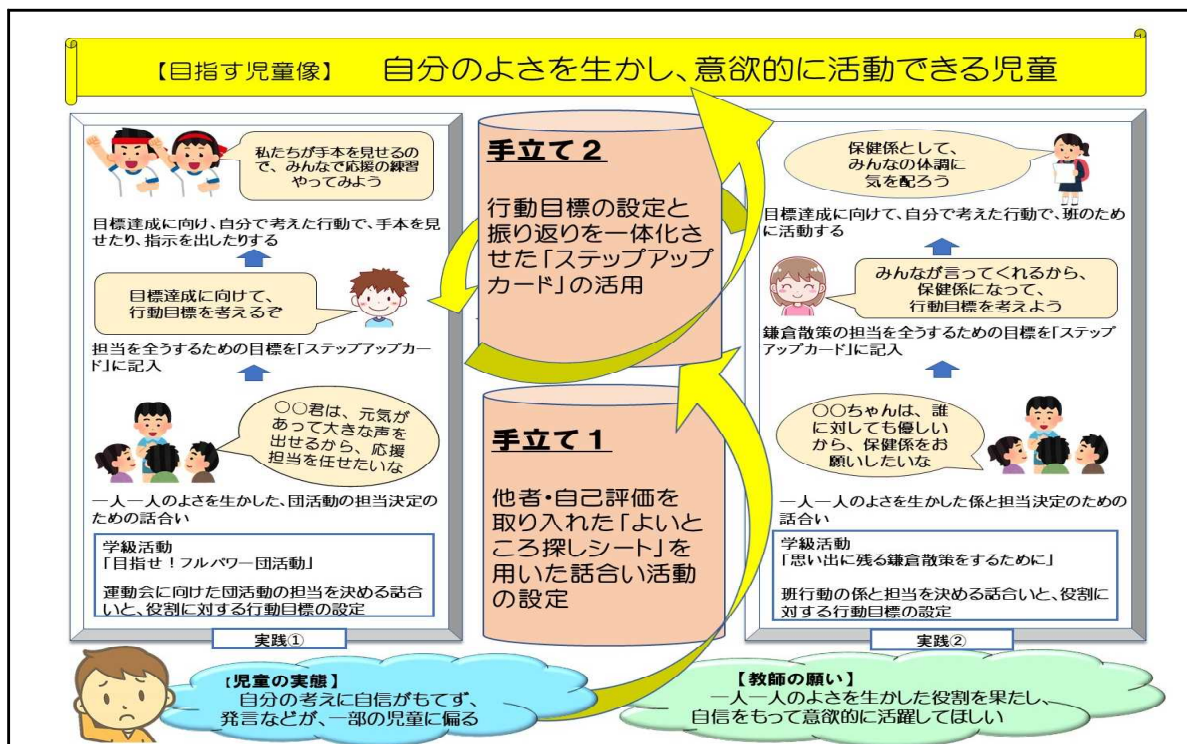 【目指す児童像】　自分のよさを生かし、意欲的に活動できる児童
私たちが手本を見せるの
で、みんなで応援の練習
やってみよう
目標達成に向け、自分で考えた行動で、手本を見
せたり、指示を出したりする
目標達成に向けて、
行動目標を考えるぞ
担当を全うするための目標を「ステップアップカー
ド」に記入
○○君は、元気が
あって大きな声を
出せるから、応援
担当を任せたいな
一人一人のよさを生かした、団活動の担当決定の
ための話合い
学級活動
「目指せ！フルパワー団活動」
運動会に向けた団活動の担当を決める話合
いと、役割に対する行動目標の設定
実践①
手立て２
行動目標の設定と
振り返りを一体化さ
せた「ステップアップ
カード」の活用
手立て１
他者・自己評価を
取り入れた「よいと
ころ探しシート」を
用いた話合い活動
の設定
保健係として、
みんなの体調に
気を配ろう
目標達成に向けて、自分で考えた行動で、班のため
に活動する
みんなが言ってくれるから、
保健係になって、
行動目標を考えよう
鎌倉散策の担当を全うするための目標を「ステップ
アップカード」に記入
○○ちゃんは、誰
に対しても優しい
から、保健係をお
願いしたいな
一人一人のよさを生かした係と担当決定のための
話合い
学級活動
「思い出に残る鎌倉散策をするために」
班行動の係と担当を決める話合いと、役割に
対する行動目標の設定
実践②
【児童の実態】
自分の考えに自信がもてず、
発言などが、一部の児童に偏る
【教師の願い】
一人一人のよさを生かした役割を果たし、
自信をもって意欲的に活躍してほしい